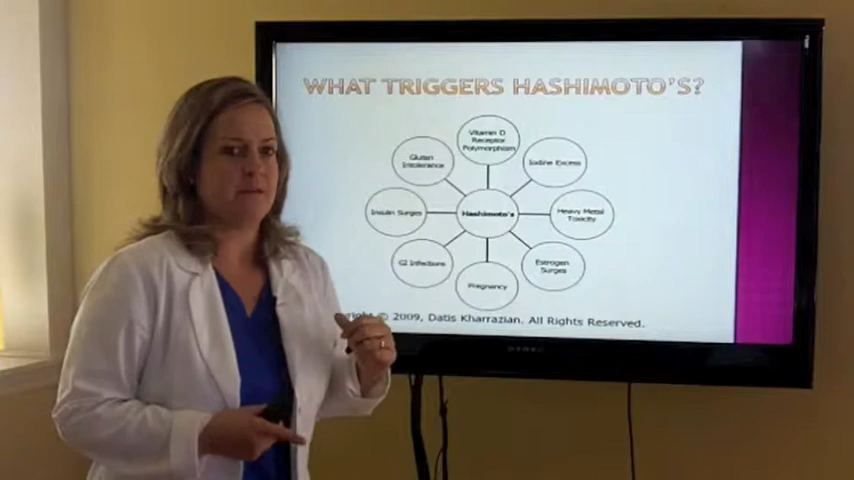 WHAT TRIGGERS HASHIMOTO'S?
Vitamin D
Receptor
Polymorphism
Gluten
Intolerance
Iodine Excess
Insulin Surges
Hashimoto's
Heavy Metal
Toxicity
GI Infections
Estrogen
Surges
Pregnancy
© 2009, Datis Kharrazian. All Rights Reserved.